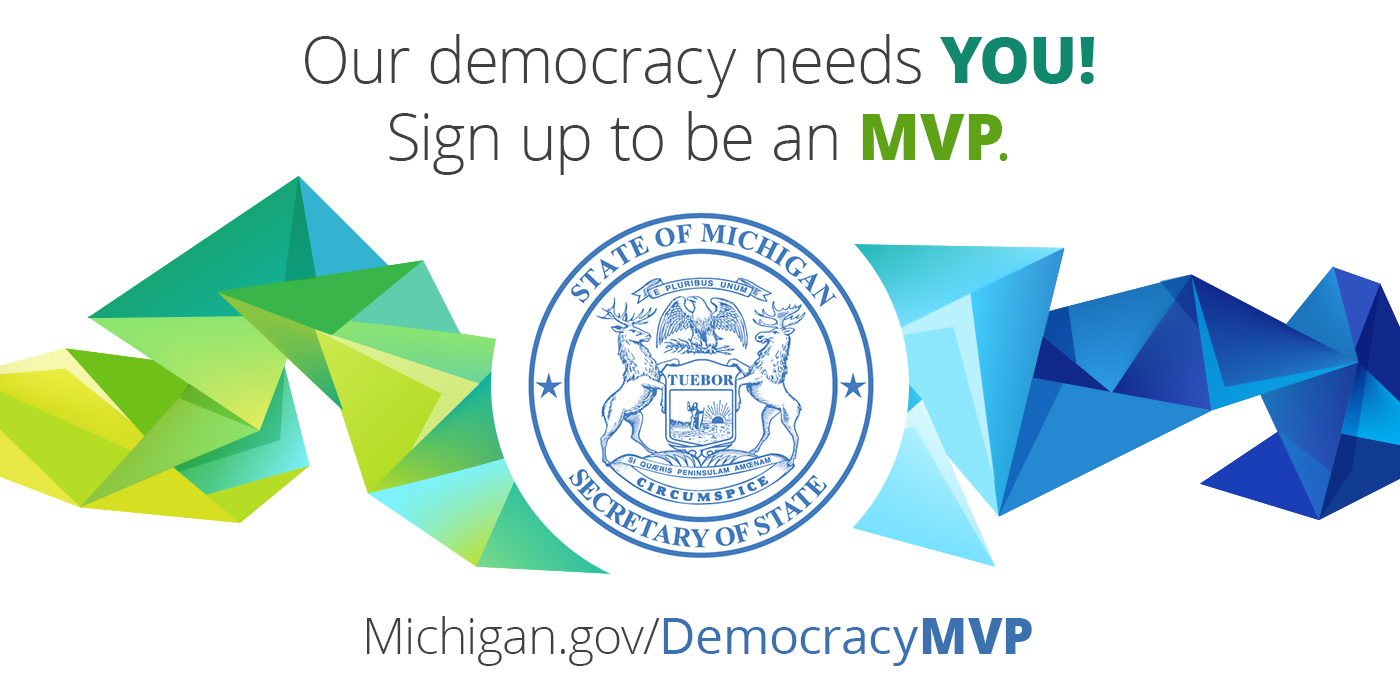 Our democracy needs YOU!
Sign up to be an MVP.
STATE OF MICHIGAN
E PLURIBUS UNUM
TUEBOR
SI QUÆRIS PENINSULAM AMŒNAM
CIRCUMSPICE
SECRETARY OF STATE
Michigan.gov/DemocracyMVP